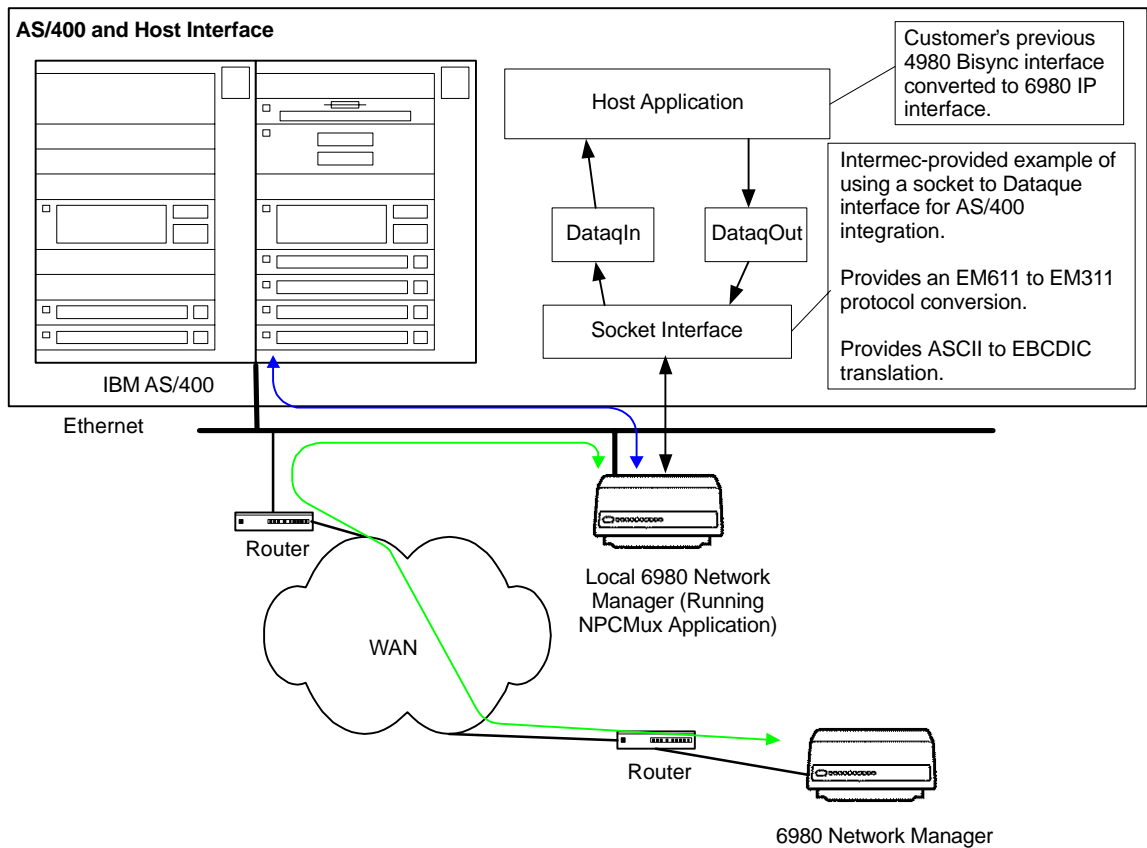 AS/400 and Host Interface
Customer's previous
4980 Bisync interface
converted to 6980 IP
interface.
Host Application
Intermec-provided example of
using a socket to Dataque
interface for AS/400
integration.
Provides an EM611 to EM311
protocol conversion.
Provides ASCII to EBCDIC
translation.
DataqIn
DataqOut
Socket Interface
IBM AS/400
Ethernet
Router
Local 6980 Network
Manager (Running
NPCMux Application)
WAN
Router
6980 Network Manager